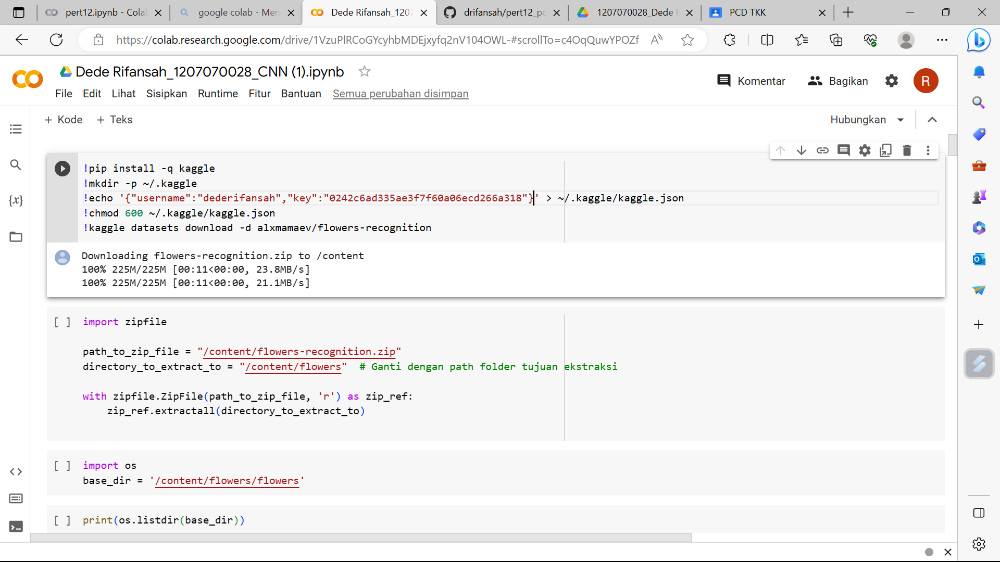 pert12.ipynb - Colab
google colab - Men
Dede Rifansah_1207
drifansah/pert12_pc
1207070028_Dede R
PCD TKK
https://colab.research.google.com/drive/1VzuPlRCoGYcyhbMDEjxyfq2nV104OWL-#scrollTo=c4OqQuwYPOZf
Dede Rifansah_1207070028_CNN (1).ipynb
Komentar
Bagikan
R
File Edit Lihat Sisipkan Runtime Fitur Bantuan Semua perubahan disimpan
+ Kode + Teks
Hubungkan
!pip install -q kaggle
!mkdir -p ~/.kaggle
!echo '{"username":"dederifansah","key":"0242c6ad335ae3f7f60a06ecd266a318"}' > ~/.kaggle/kaggle.json
!chmod 600 ~/.kaggle/kaggle.json
!kaggle datasets download -d alxmamaev/flowers-recognition
Downloading flowers-recognition.zip to /content
100% 225M/225M [00:11<00:00, 23.8MB/s]
100% 225M/225M [00:11<00:00, 21.1MB/s]
[ ] import zipfile
path_to_zip_file = "/content/flowers-recognition.zip"
directory_to_extract_to = "/content/flowers"  # Ganti dengan path folder tujuan ekstraksi
with zipfile.ZipFile(path_to_zip_file, 'r') as zip_ref:
    zip_ref.extractall(directory_to_extract_to)
[ ] import os
base_dir = '/content/flowers/flowers'
[ ] print(os.listdir(base_dir))